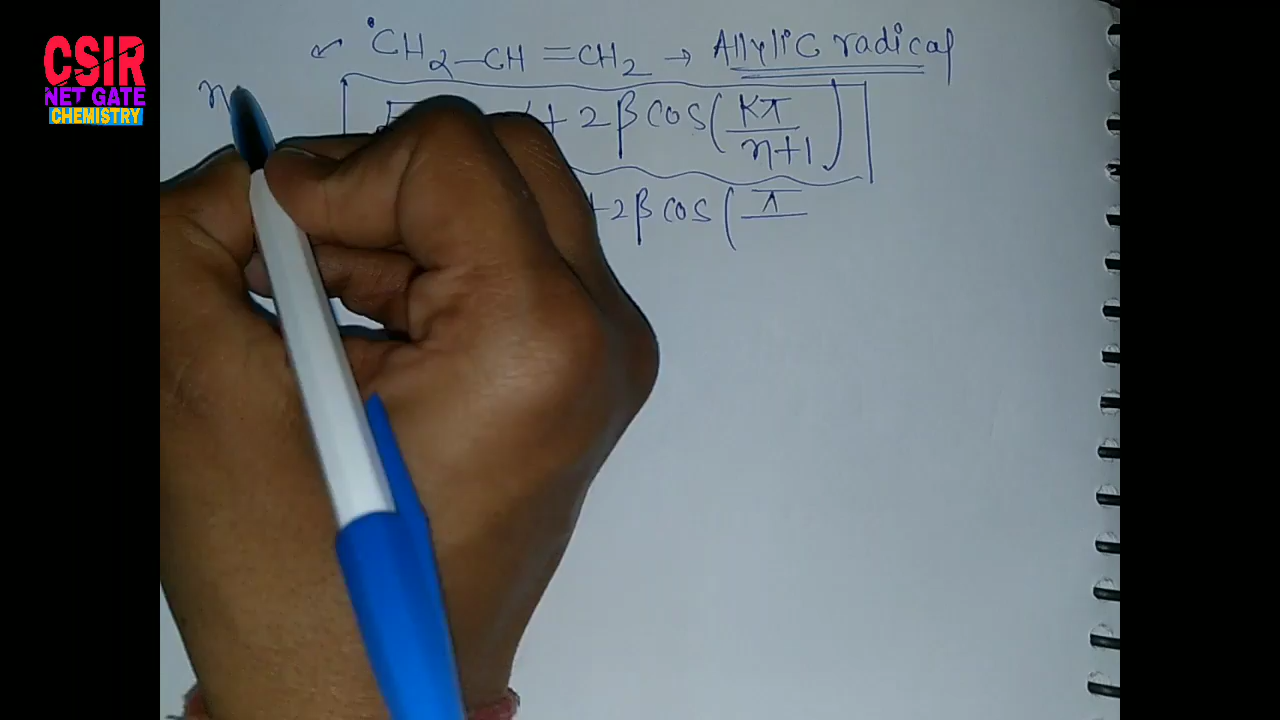 CSIR
NET GATE
CHEMISTRY
•CH2–CH=CH2 → Allylic radical
n
E + 2β cos(kπ/n+1)
+2β cos(π